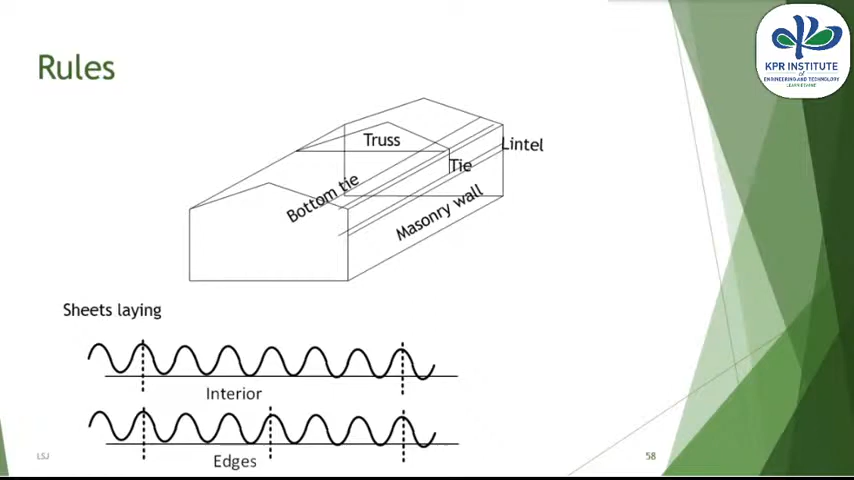 Rules
KPR INSTITUTE
of
ENGINEERING AND TECHNOLOGY
Truss
Lintel
Tie
Bottom tie
Masonry wall
Sheets laying
Interior
Edges
LSJ
58